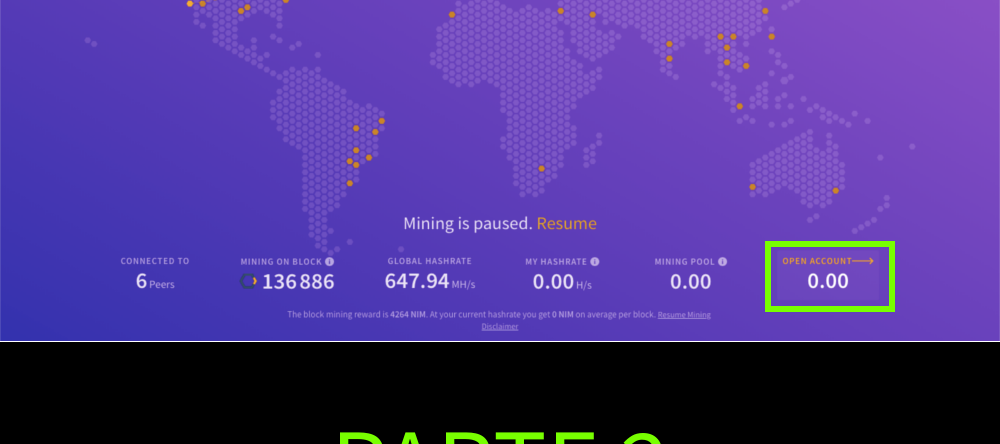 Mining is paused. Resume
CONNECTED TO
6 Peers
MINING ON BLOCK
136 886
GLOBAL HASHRATE
647.94 MH/s
MY HASHRATE
0.00 H/s
MINING POOL
0.00
OPEN ACCOUNT
0.00
The block mining reward is 4264 NIM. At your current hashrate you get 0 NIM on average per block. Resume Mining
Disclaimer